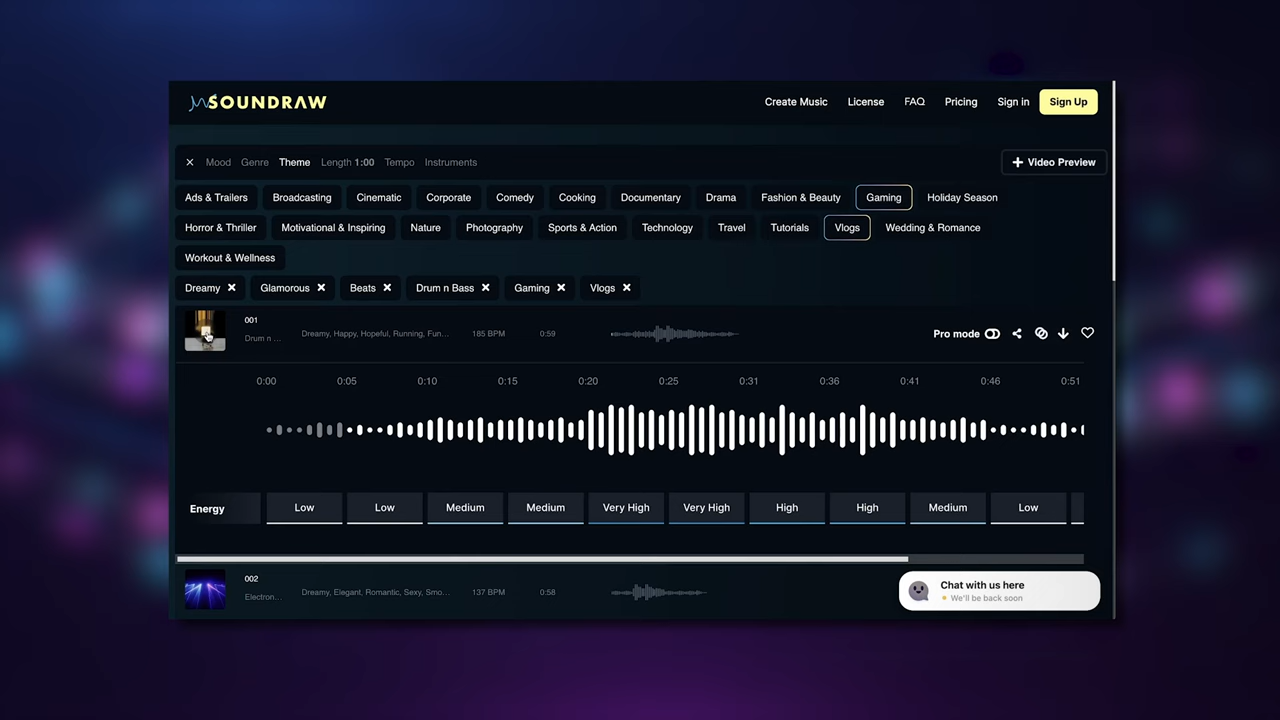 SOUNDRAW Create Music License FAQ Pricing Sign in Sign Up
× Mood Genre Theme Length 1:00 Tempo Instruments + Video Preview
Ads & Trailers Broadcasting Cinematic Corporate Comedy Cooking Documentary Drama Fashion & Beauty Gaming Holiday Season
Horror & Thriller Motivational & Inspiring Nature Photography Sports & Action Technology Travel Tutorials Vlogs Wedding & Romance
Workout & Wellness
Dreamy × Glamorous × Beats × Drum n Bass × Gaming × Vlogs ×
001
Drum n ... Dreamy, Happy, Hopeful, Running, Fun... 185 BPM 0:59 Pro mode
0:00 0:05 0:10 0:15 0:20 0:25 0:31 0:36 0:41 0:46 0:51
Energy Low Low Medium Medium Very High Very High High High Medium Low
002
Electron... Dreamy, Elegant, Romantic, Sexy, Smo... 137 BPM 0:58
Chat with us here
We'll be back soon